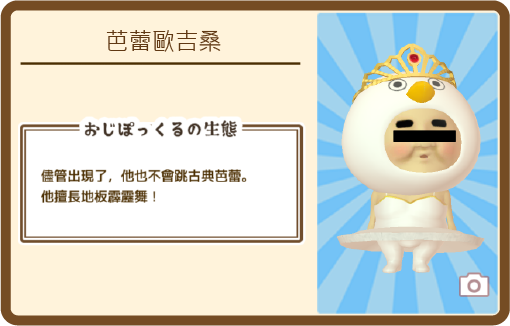 芭蕾歐吉桑
おじぽっくるの生態
儘管出現了，他也不會跳古典芭蕾。
他擅長地板霹靂舞！